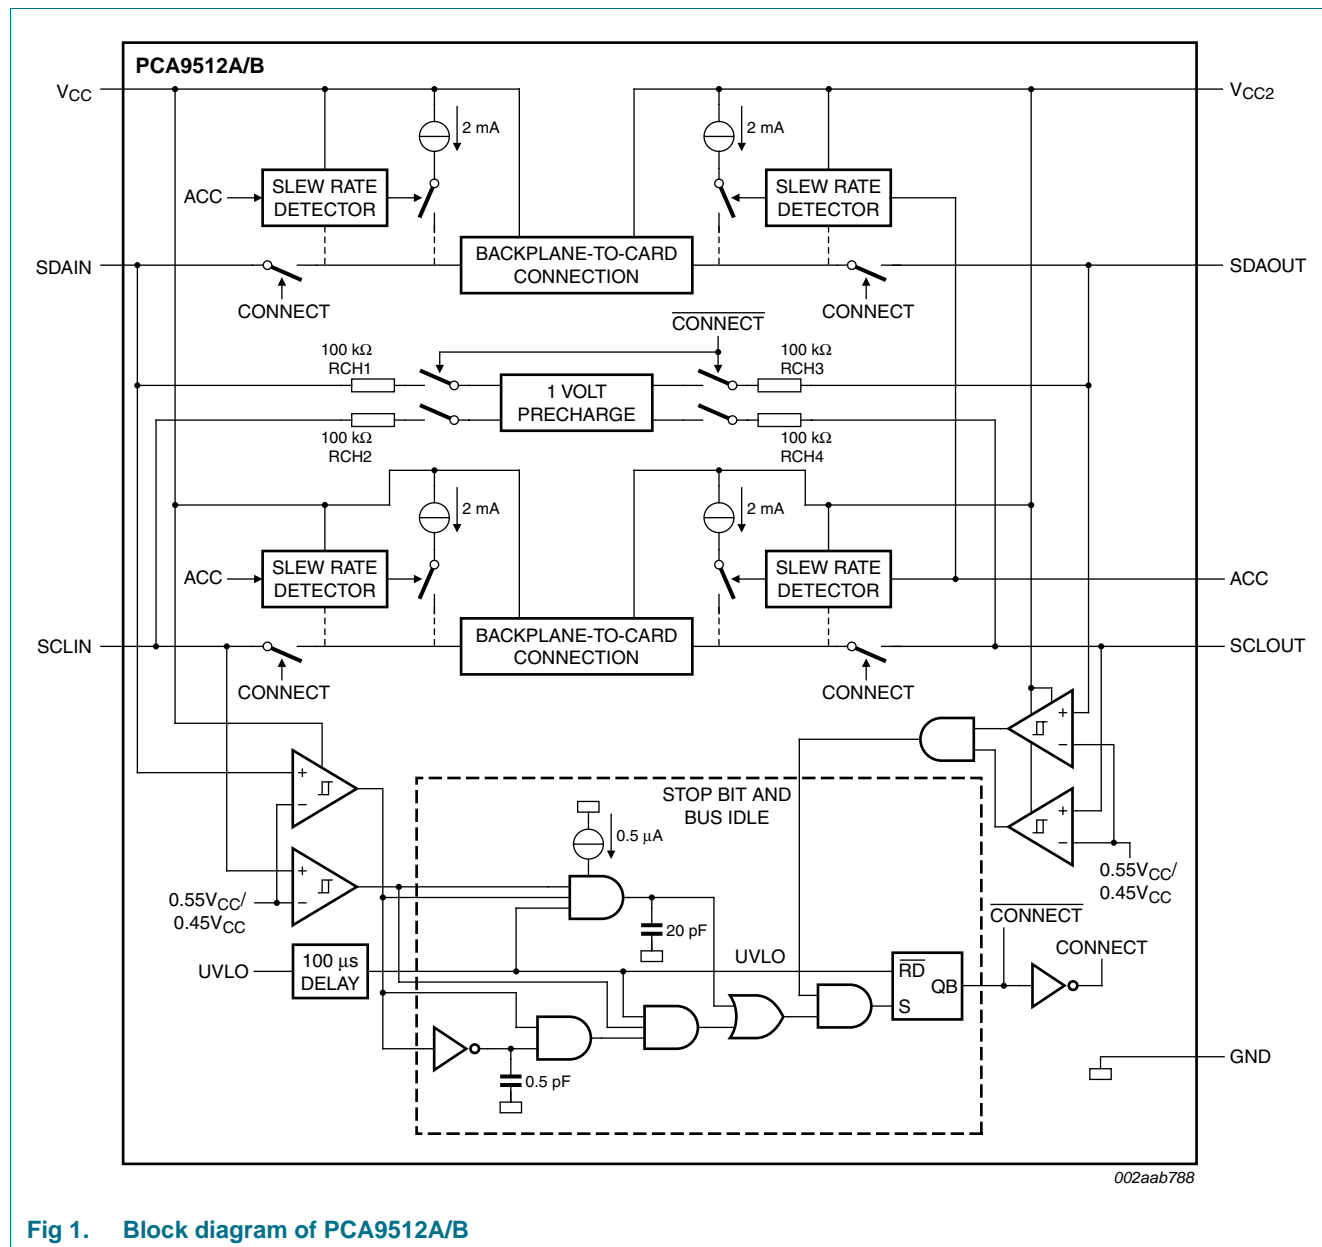 PCA9512A/B
VCC
VCC2
2 mA
2 mA
ACC
SLEW RATE
DETECTOR
SLEW RATE
DETECTOR
SDAIN
BACKPLANE-TO-CARD
CONNECTION
SDAOUT
CONNECT
CONNECT
CONNECT
100 kΩ
RCH1
100 kΩ
RCH3
1 VOLT
PRECHARGE
100 kΩ
RCH2
100 kΩ
RCH4
2 mA
2 mA
ACC
SLEW RATE
DETECTOR
SLEW RATE
DETECTOR
ACC
SCLIN
BACKPLANE-TO-CARD
CONNECTION
SCLOUT
CONNECT
CONNECT
+
−
+
−
+
−
+
−
STOP BIT AND
BUS IDLE
0.5 μA
0.55VCC/
0.45VCC
0.55VCC/
0.45VCC
20 pF
CONNECT
CONNECT
UVLO
100 μs
DELAY
UVLO
RD
QB
S
0.5 pF
GND
002aab788
Fig 1. Block diagram of PCA9512A/B